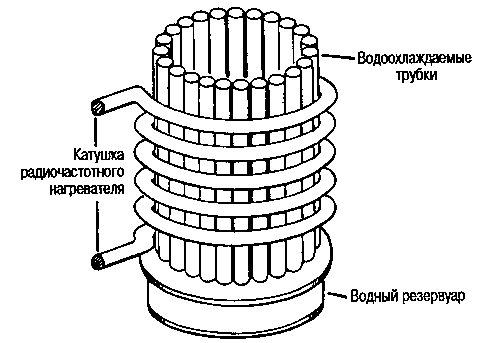 Водоохлаждаемые
трубки
Катушка
радиочастотного
нагревателя
Водный резервуар